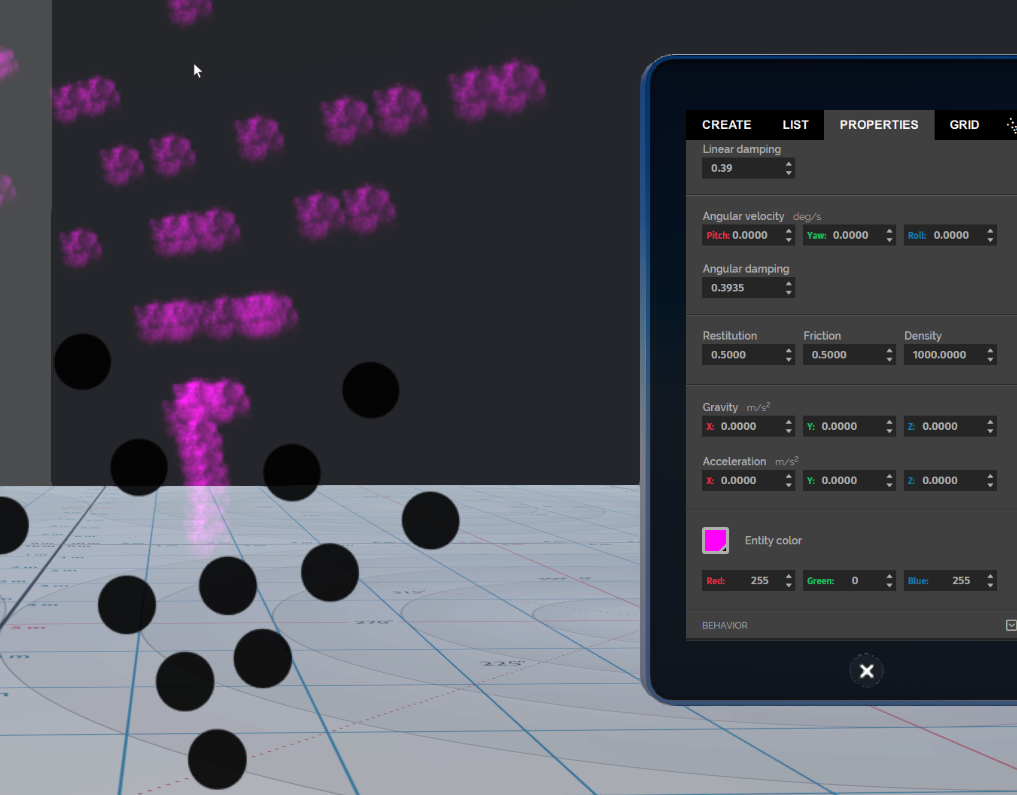 CREATE LIST PROPERTIES GRID
Linear damping
0.39
Angular velocity deg/s
Pitch: 0.0000 Yaw: 0.0000 Roll: 0.0000
Angular damping
0.3935
Restitution Friction Density
0.5000 0.5000 1000.0000
Gravity m/s²
X: 0.0000 Y: 0.0000 Z: 0.0000
Acceleration m/s²
X: 0.0000 Y: 0.0000 Z: 0.0000
Entity color
Red: 255 Green: 0 Blue: 255
BEHAVIOR
315°
270°
225°